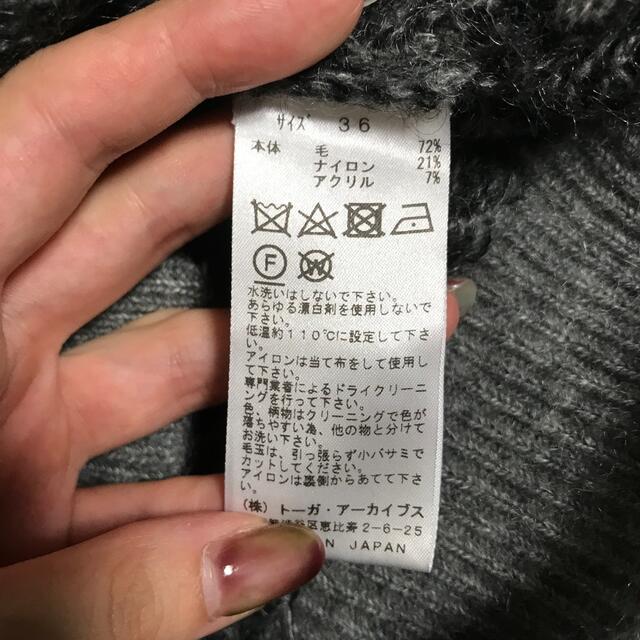 サイズ 36
本体 毛 72%
ナイロン 21%
アクリル 7%
F W
水洗いはしないで下さい。
あらゆる漂白剤を使用しないで
下さい。
低温約110℃に設定して下さ
い。
アイロンは当て布をして使用し
て下さい。
専門業者によるドライクリーニ
ングを行って下さい。
色、柄物はクリーニングで色が
落ちやすい為、他の物と分けて
お洗い下さい。
毛玉は、引っ張らず小バサミで
カットしてください。
アイロンは裏側からあてて下さ
い。
(株)トーガ・アーカイブス
渋谷区恵比寿2-6-25
IN JAPAN